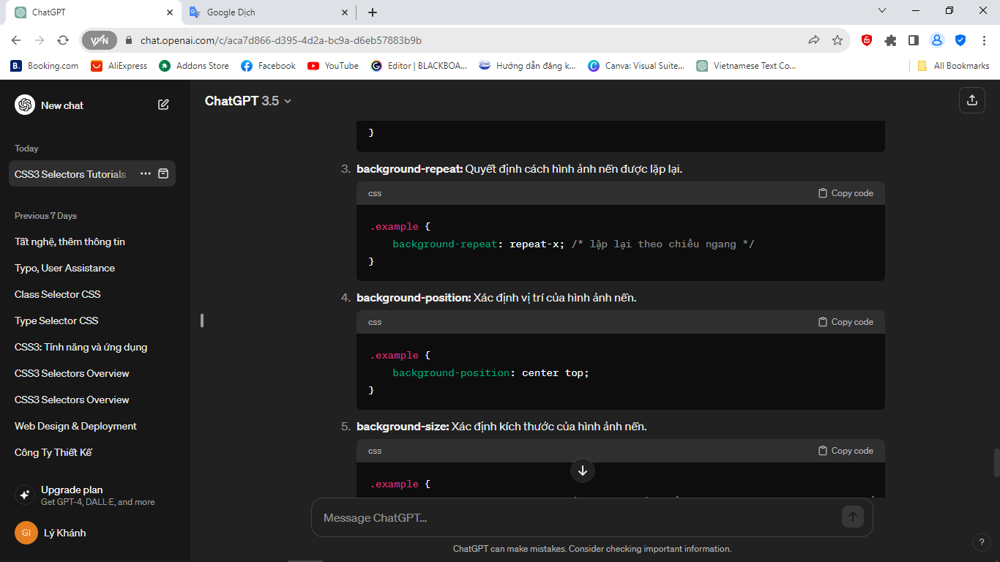 ChatGPT
Google Dịch
VPN
chat.openai.com/c/aca7d866-d395-4d2a-bc9a-d6eb57883b9b
B. Booking.com
AliExpress
Addons Store
Facebook
YouTube
Editor | BLACKBOA...
Hướng dẫn đăng k...
Canva: Visual Suite...
Vietnamese Text Co...
All Bookmarks
New chat
Today
CSS3 Selectors Tutorials
Previous 7 Days
Tất nghệ, thêm thông tin
Typo, User Assistance
Class Selector CSS
Type Selector CSS
CSS3: Tính năng và ứng dụng
CSS3 Selectors Overview
CSS3 Selectors Overview
Web Design & Deployment
Công Ty Thiết Kế
Upgrade plan
Get GPT-4, DALL·E, and more
GI Lý Khánh
ChatGPT 3.5
}
3. background-repeat: Quyết định cách hình ảnh nền được lặp lại.
css Copy code
.example {
background-repeat: repeat-x; /* lặp lại theo chiều ngang */
}
4. background-position: Xác định vị trí của hình ảnh nền.
css Copy code
.example {
background-position: center top;
}
5. background-size: Xác định kích thước của hình ảnh nền.
css Copy code
.example {
Message ChatGPT...
ChatGPT can make mistakes. Consider checking important information.
?